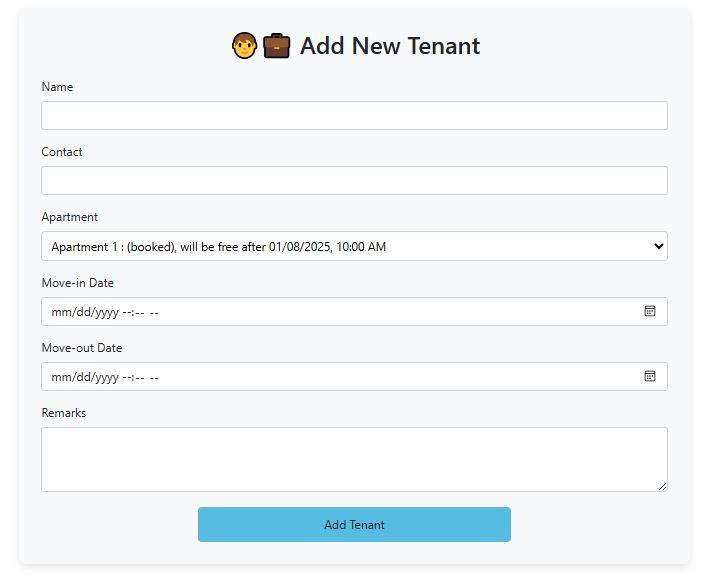 Add New Tenant
Name
Contact
Apartment
Apartment 1 : (booked), will be free after 01/08/2025, 10:00 AM
Move-in Date
mm/dd/yyyy --:-- --
Move-out Date
mm/dd/yyyy --:-- --
Remarks
Add Tenant